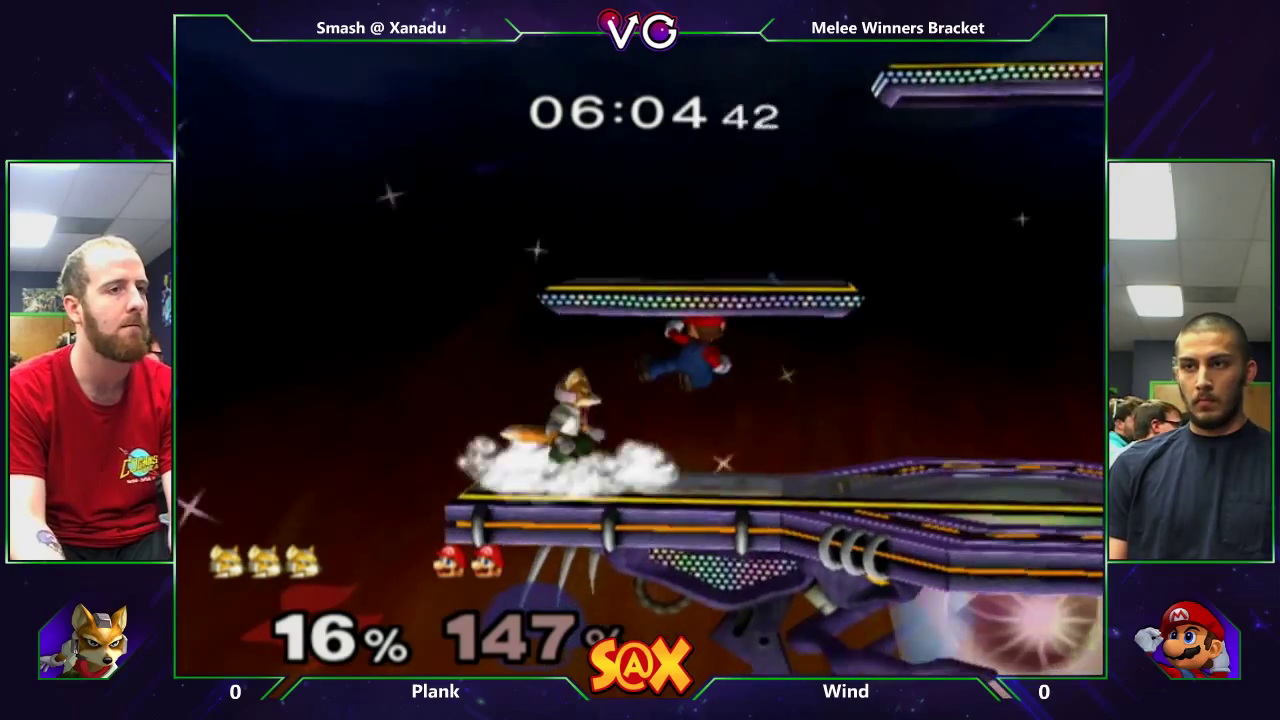 Smash @ Xanadu
VG
Melee Winners Bracket
06:04 42
16%
147%
S@X
0
Plank
Wind
0